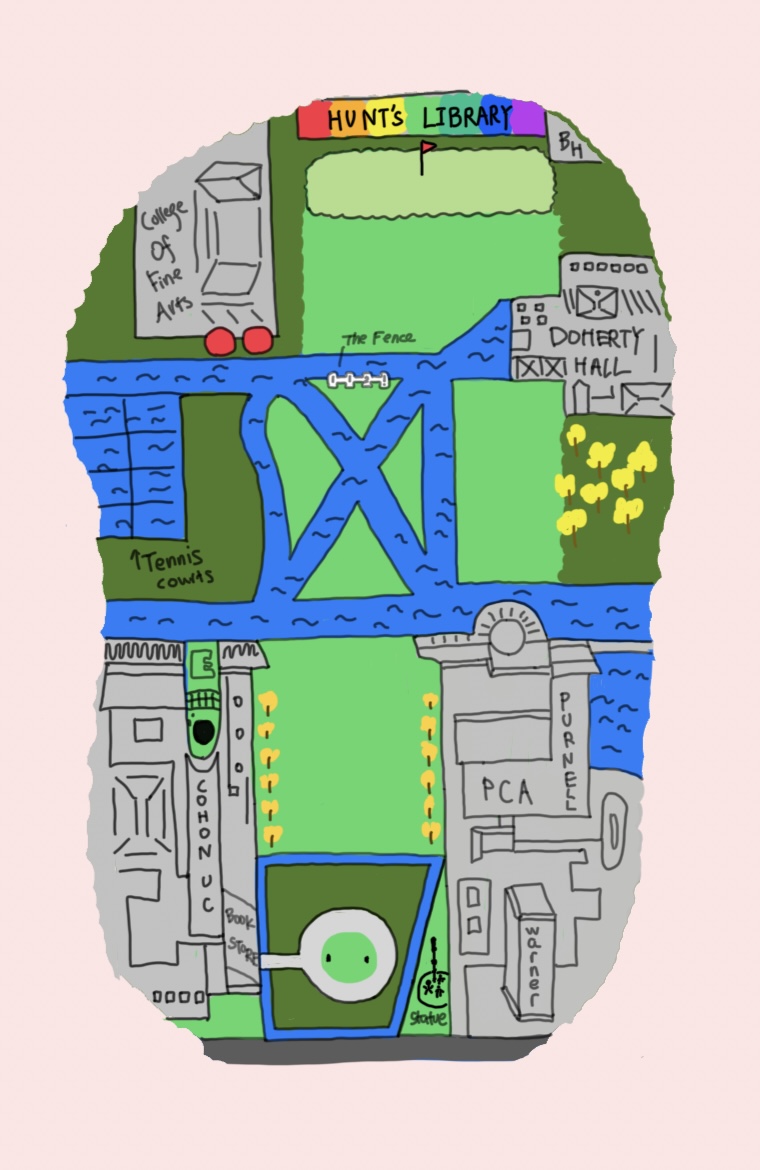 HUNT'S LIBRARY
BH
College
Of
Fine
Arts
The Fence
DOHERTY
HALL
↑Tennis
courts
PURNELL
PCA
COHON UC
BOOK
STORE
warner
Statue